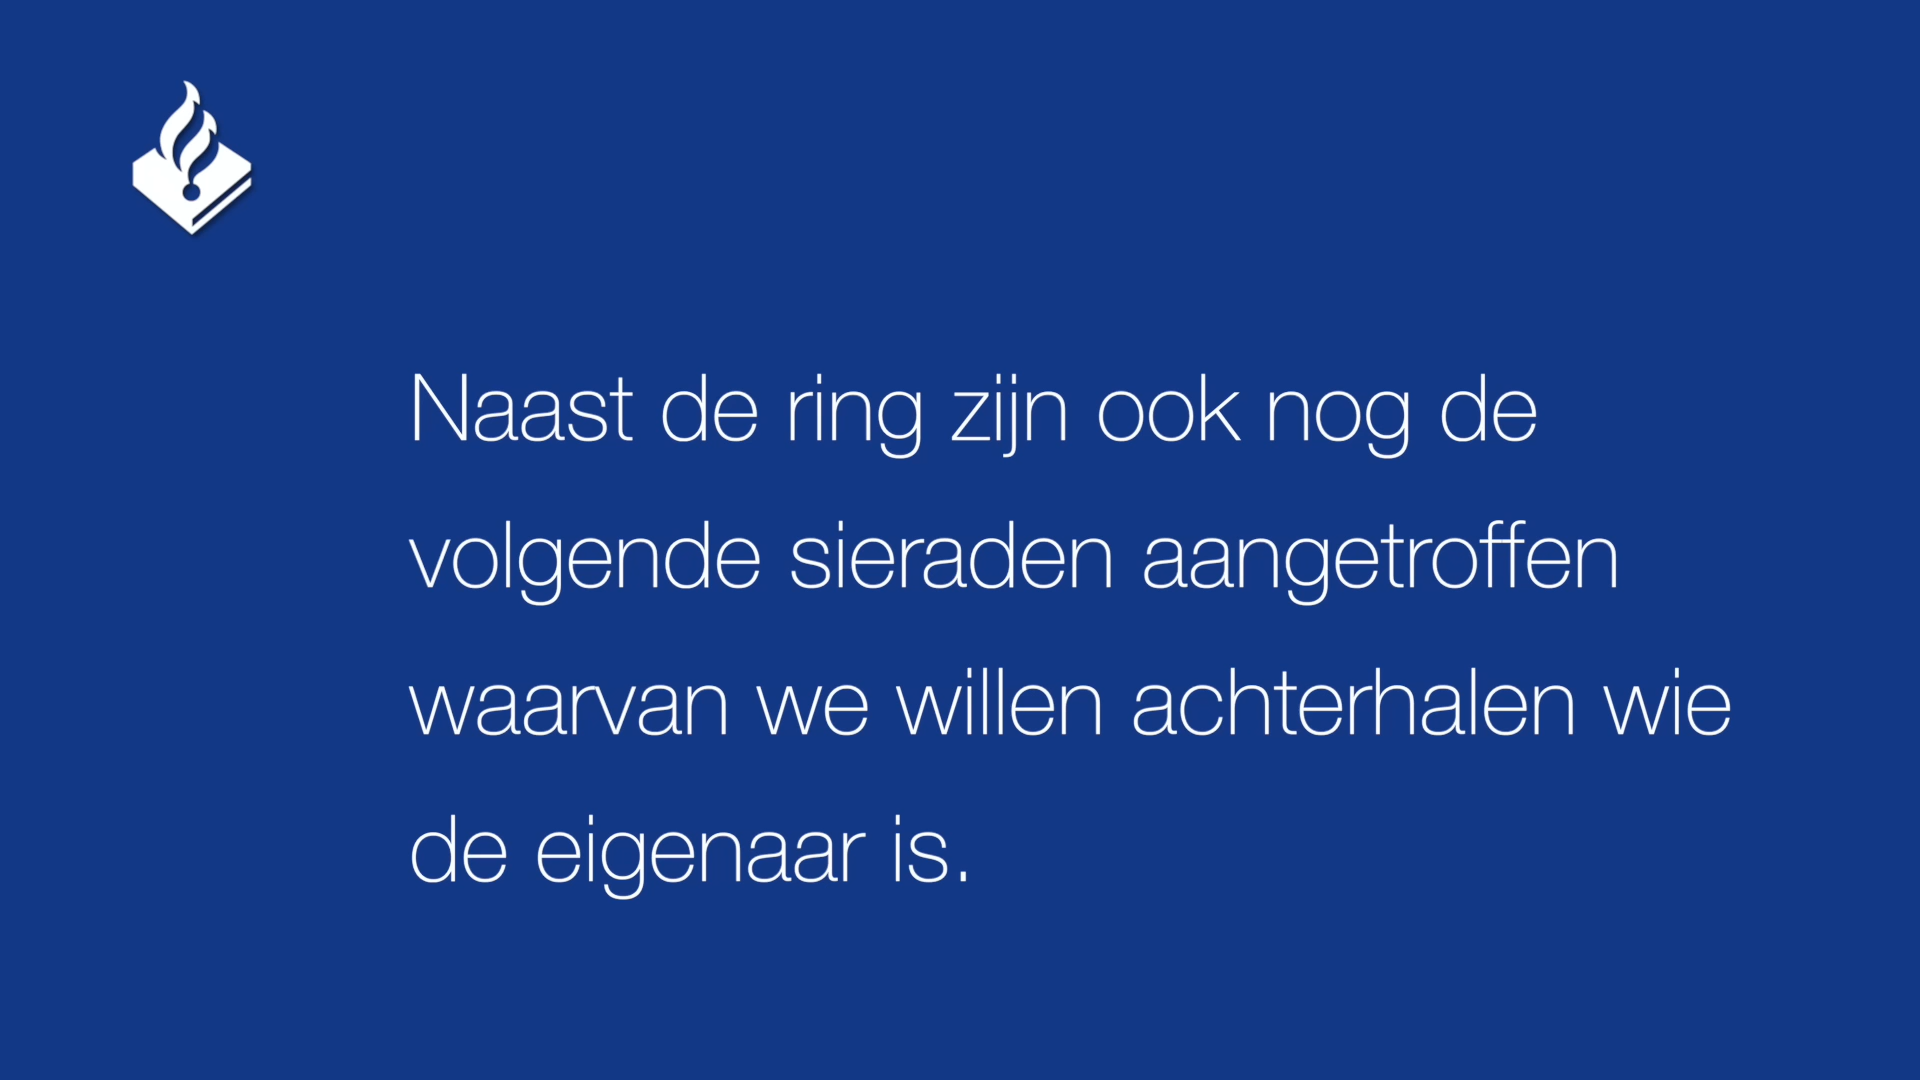 Naast de ring zijn ook nog de
volgende sieraden aangetroffen
waarvan we willen achterhalen wie
de eigenaar is.